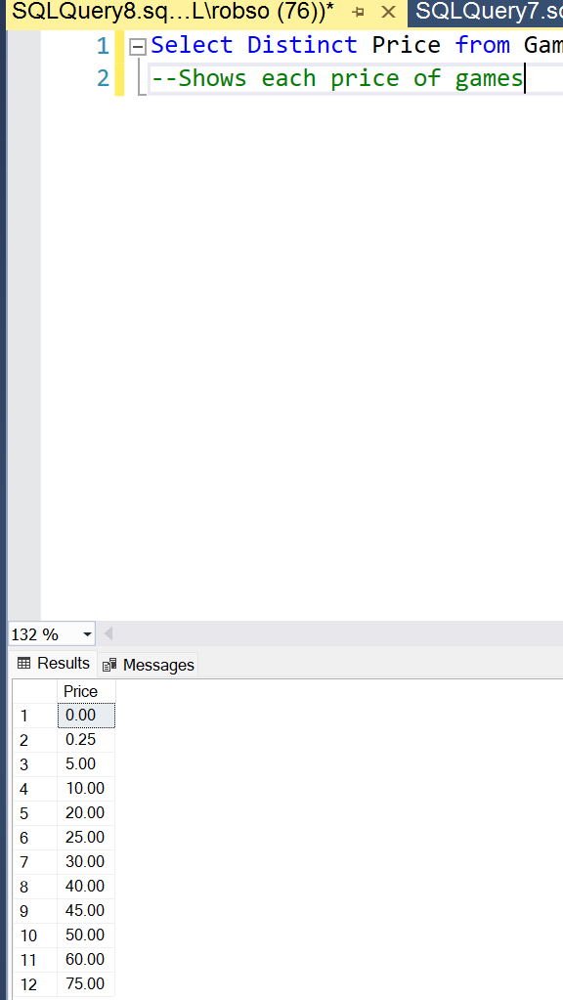 SQLQuery8.sq...L\robso (76))*
SQLQuery7.s
1 Select Distinct Price from Gam
2 --Shows each price of games
132 %
Results Messages
Price
1 0.00
2 0.25
3 5.00
4 10.00
5 20.00
6 25.00
7 30.00
8 40.00
9 45.00
10 50.00
11 60.00
12 75.00